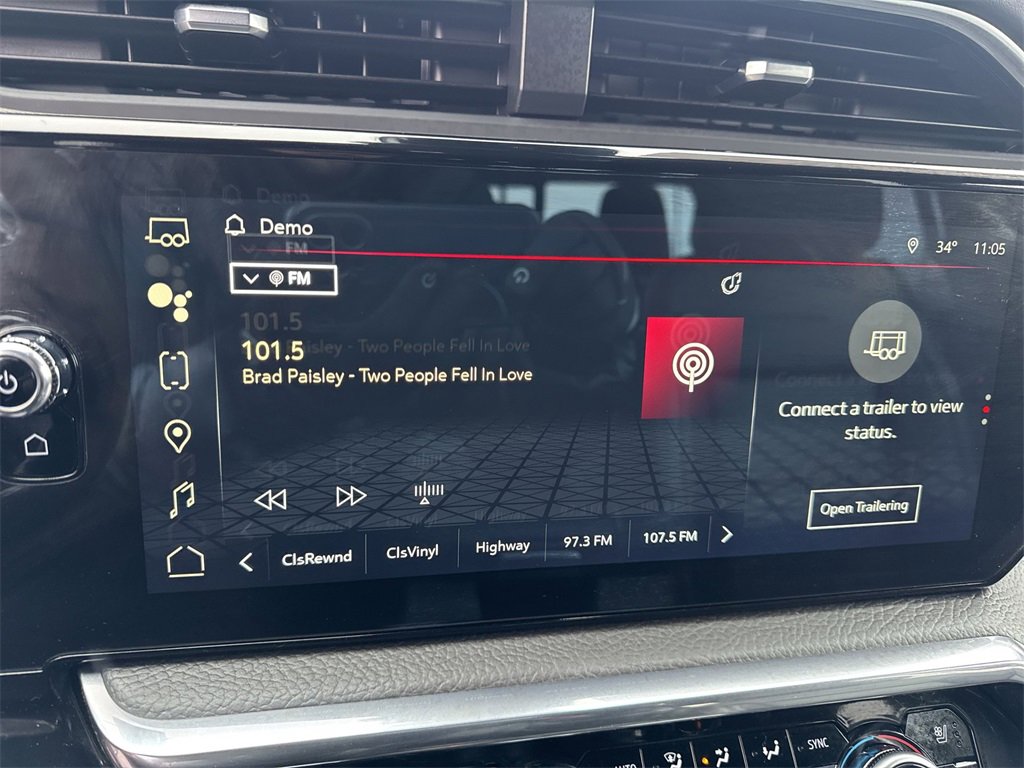 Demo
34° 11:05
FM
101.5
Brad Paisley - Two People Fell In Love
Connect a trailer to view
status.
Open Trailering
ClsRewnd ClsVinyl Highway 97.3 FM 107.5 FM
AUTO SYNC